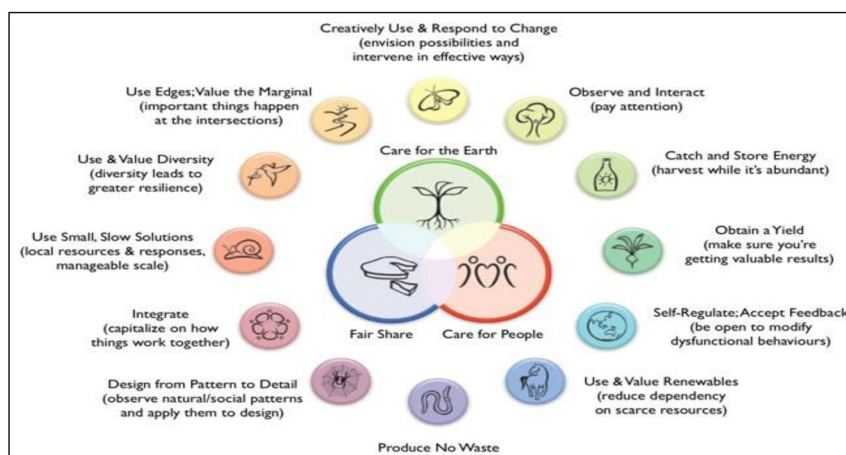 Creatively Use & Respond to Change
(envision possibilities and
intervene in effective ways)
Observe and Interact
(pay attention)
Catch and Store Energy
(harvest while it's abundant)
Obtain a Yield
(make sure you're
getting valuable results)
Self-Regulate; Accept Feedback
(be open to modify
dysfunctional behaviours)
Use & Value Renewables
(reduce dependency
on scarce resources)
Produce No Waste
Design from Pattern to Detail
(observe natural/social patterns
and apply them to design)
Integrate
(capitalize on how
things work together)
Use Small, Slow Solutions
(local resources & responses,
manageable scale)
Use & Value Diversity
(diversity leads to
greater resilience)
Use Edges; Value the Marginal
(important things happen
at the intersections)
Care for the Earth
Fair Share
Care for People